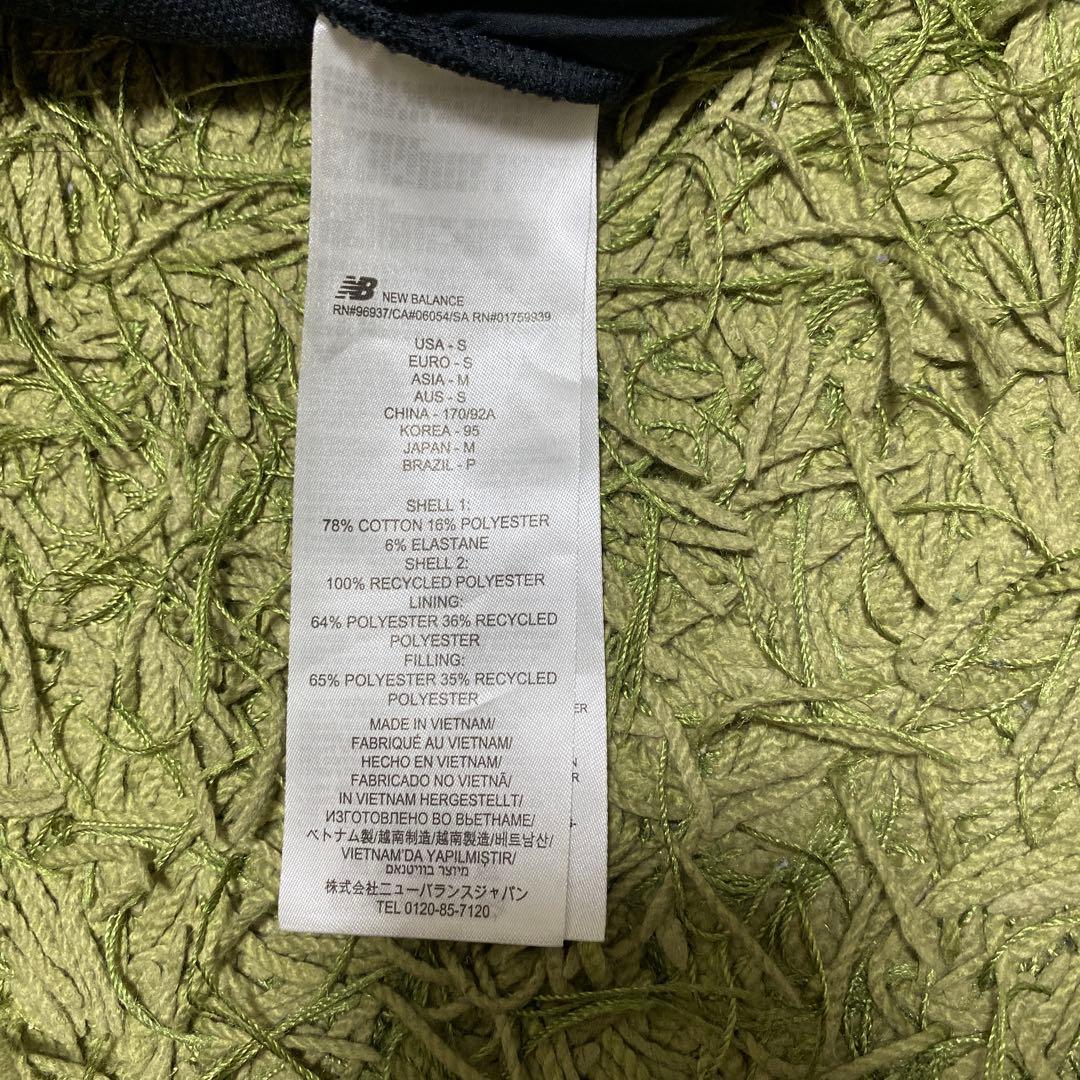 NB NEW BALANCE
RN#96937/CA#06054/SA RN#01759939
USA - S
EURO - S
ASIA - M
AUS - S
CHINA - 170/92A
KOREA - 95
JAPAN - M
BRAZIL - P
SHELL 1:
78% COTTON 16% POLYESTER
6% ELASTANE
SHELL 2:
100% RECYCLED POLYESTER
LINING:
64% POLYESTER 36% RECYCLED
POLYESTER
FILLING:
65% POLYESTER 35% RECYCLED
POLYESTER
MADE IN VIETNAM/
FABRIQUÉ AU VIETNAM/
HECHO EN VIETNAM/
FABRICADO NO VIETNÃ/
IN VIETNAM HERGESTELLT/
ИЗГОТОВЛЕНО ВО ВЬЕТНАМЕ/
ベトナム製/越南制造/越南製造/베트남산/
VIETNAM'DA YAPILMIŞTIR/
מיוצר בוויטנאם
株式会社ニューバランスジャパン
TEL 0120-85-7120